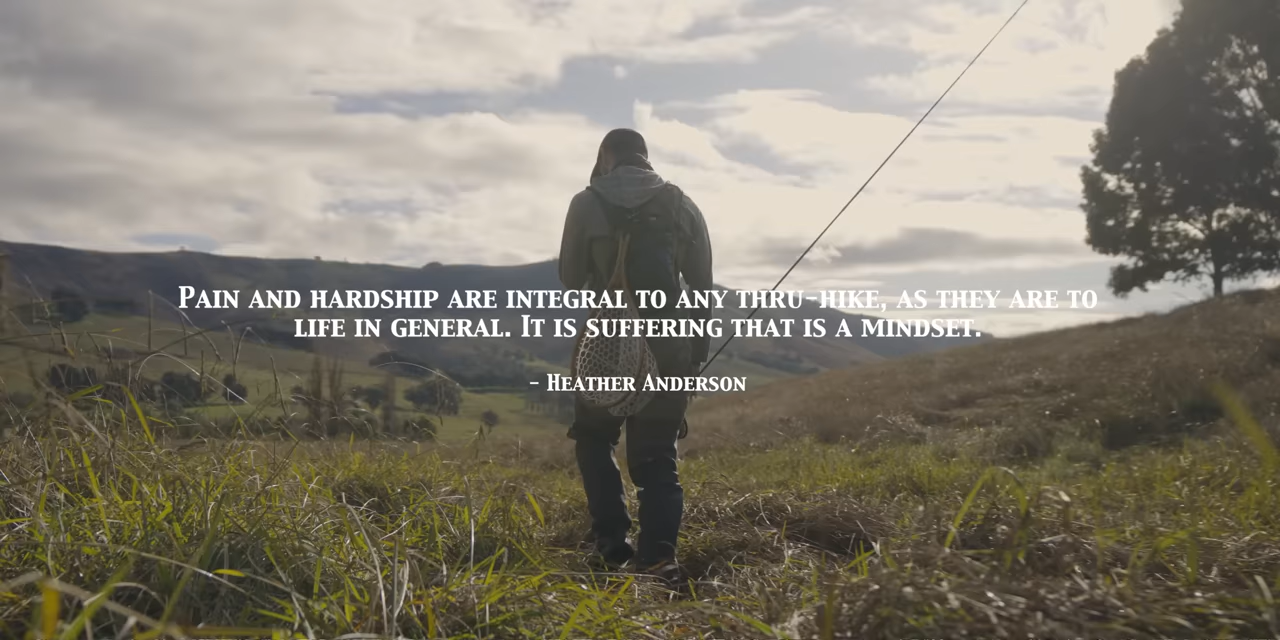 Pain and hardship are integral to any thru-hike, as they are to
life in general. It is suffering that is a mindset.
- Heather Anderson